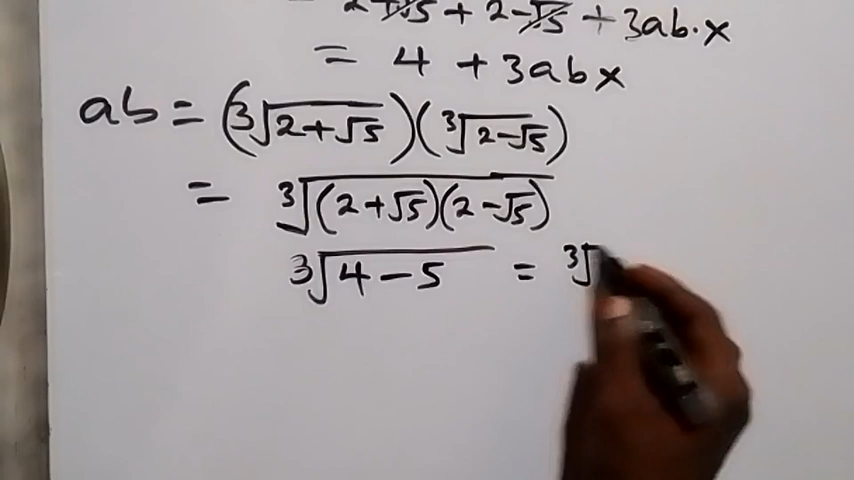 = 2+√5 + 2-√5 + 3ab·x
= 4 + 3abx
ab = (∛(2+√5))(∛(2-√5))
= ∛((2+√5)(2-√5))
∛(4-5) = ∛